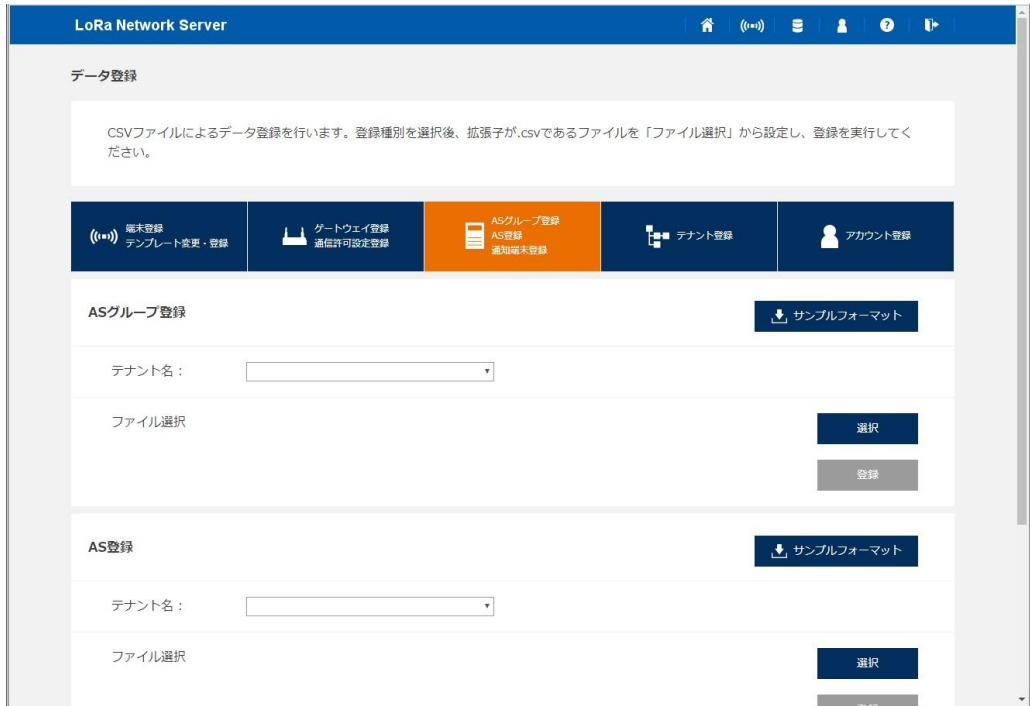 LoRa Network Server
データ登録
CSVファイルによるデータ登録を行います。登録種別を選択後、拡張子が.csvであるファイルを「ファイル選択」から設定し、登録を実行してく
ださい。
端末登録
テンプレート変更・登録
ゲートウェイ登録
通信許可設定登録
ASグループ登録
AS登録
通知端末登録
テナント登録
アカウント登録
ASグループ登録
サンプルフォーマット
テナント名：
ファイル選択
選択
登録
AS登録
サンプルフォーマット
テナント名：
ファイル選択
選択